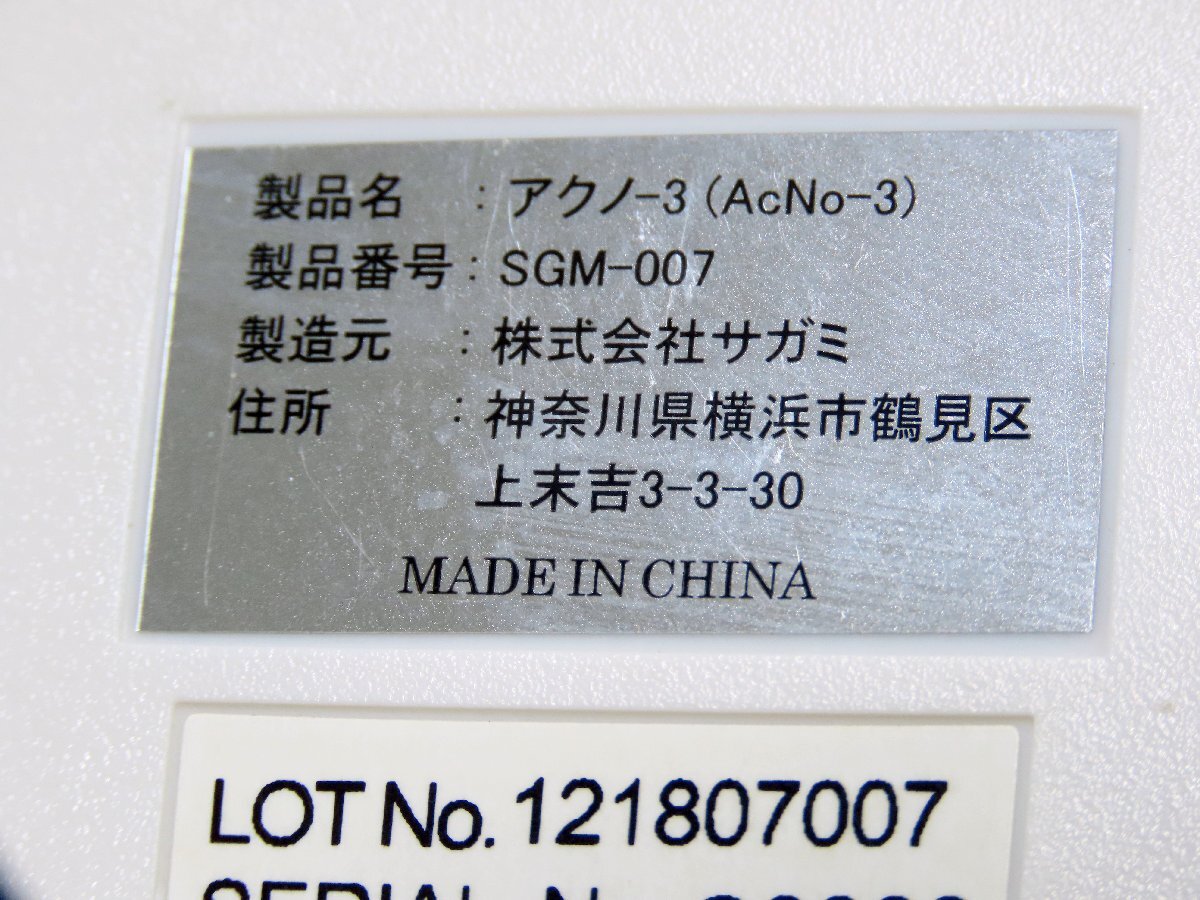 製品名 : アクノ-3 (AcNo-3)
製品番号 : SGM-007
製造元 : 株式会社サガミ
住所 : 神奈川県横浜市鶴見区
上末吉3-3-30
MADE IN CHINA
LOT No. 121807007
SERIAL